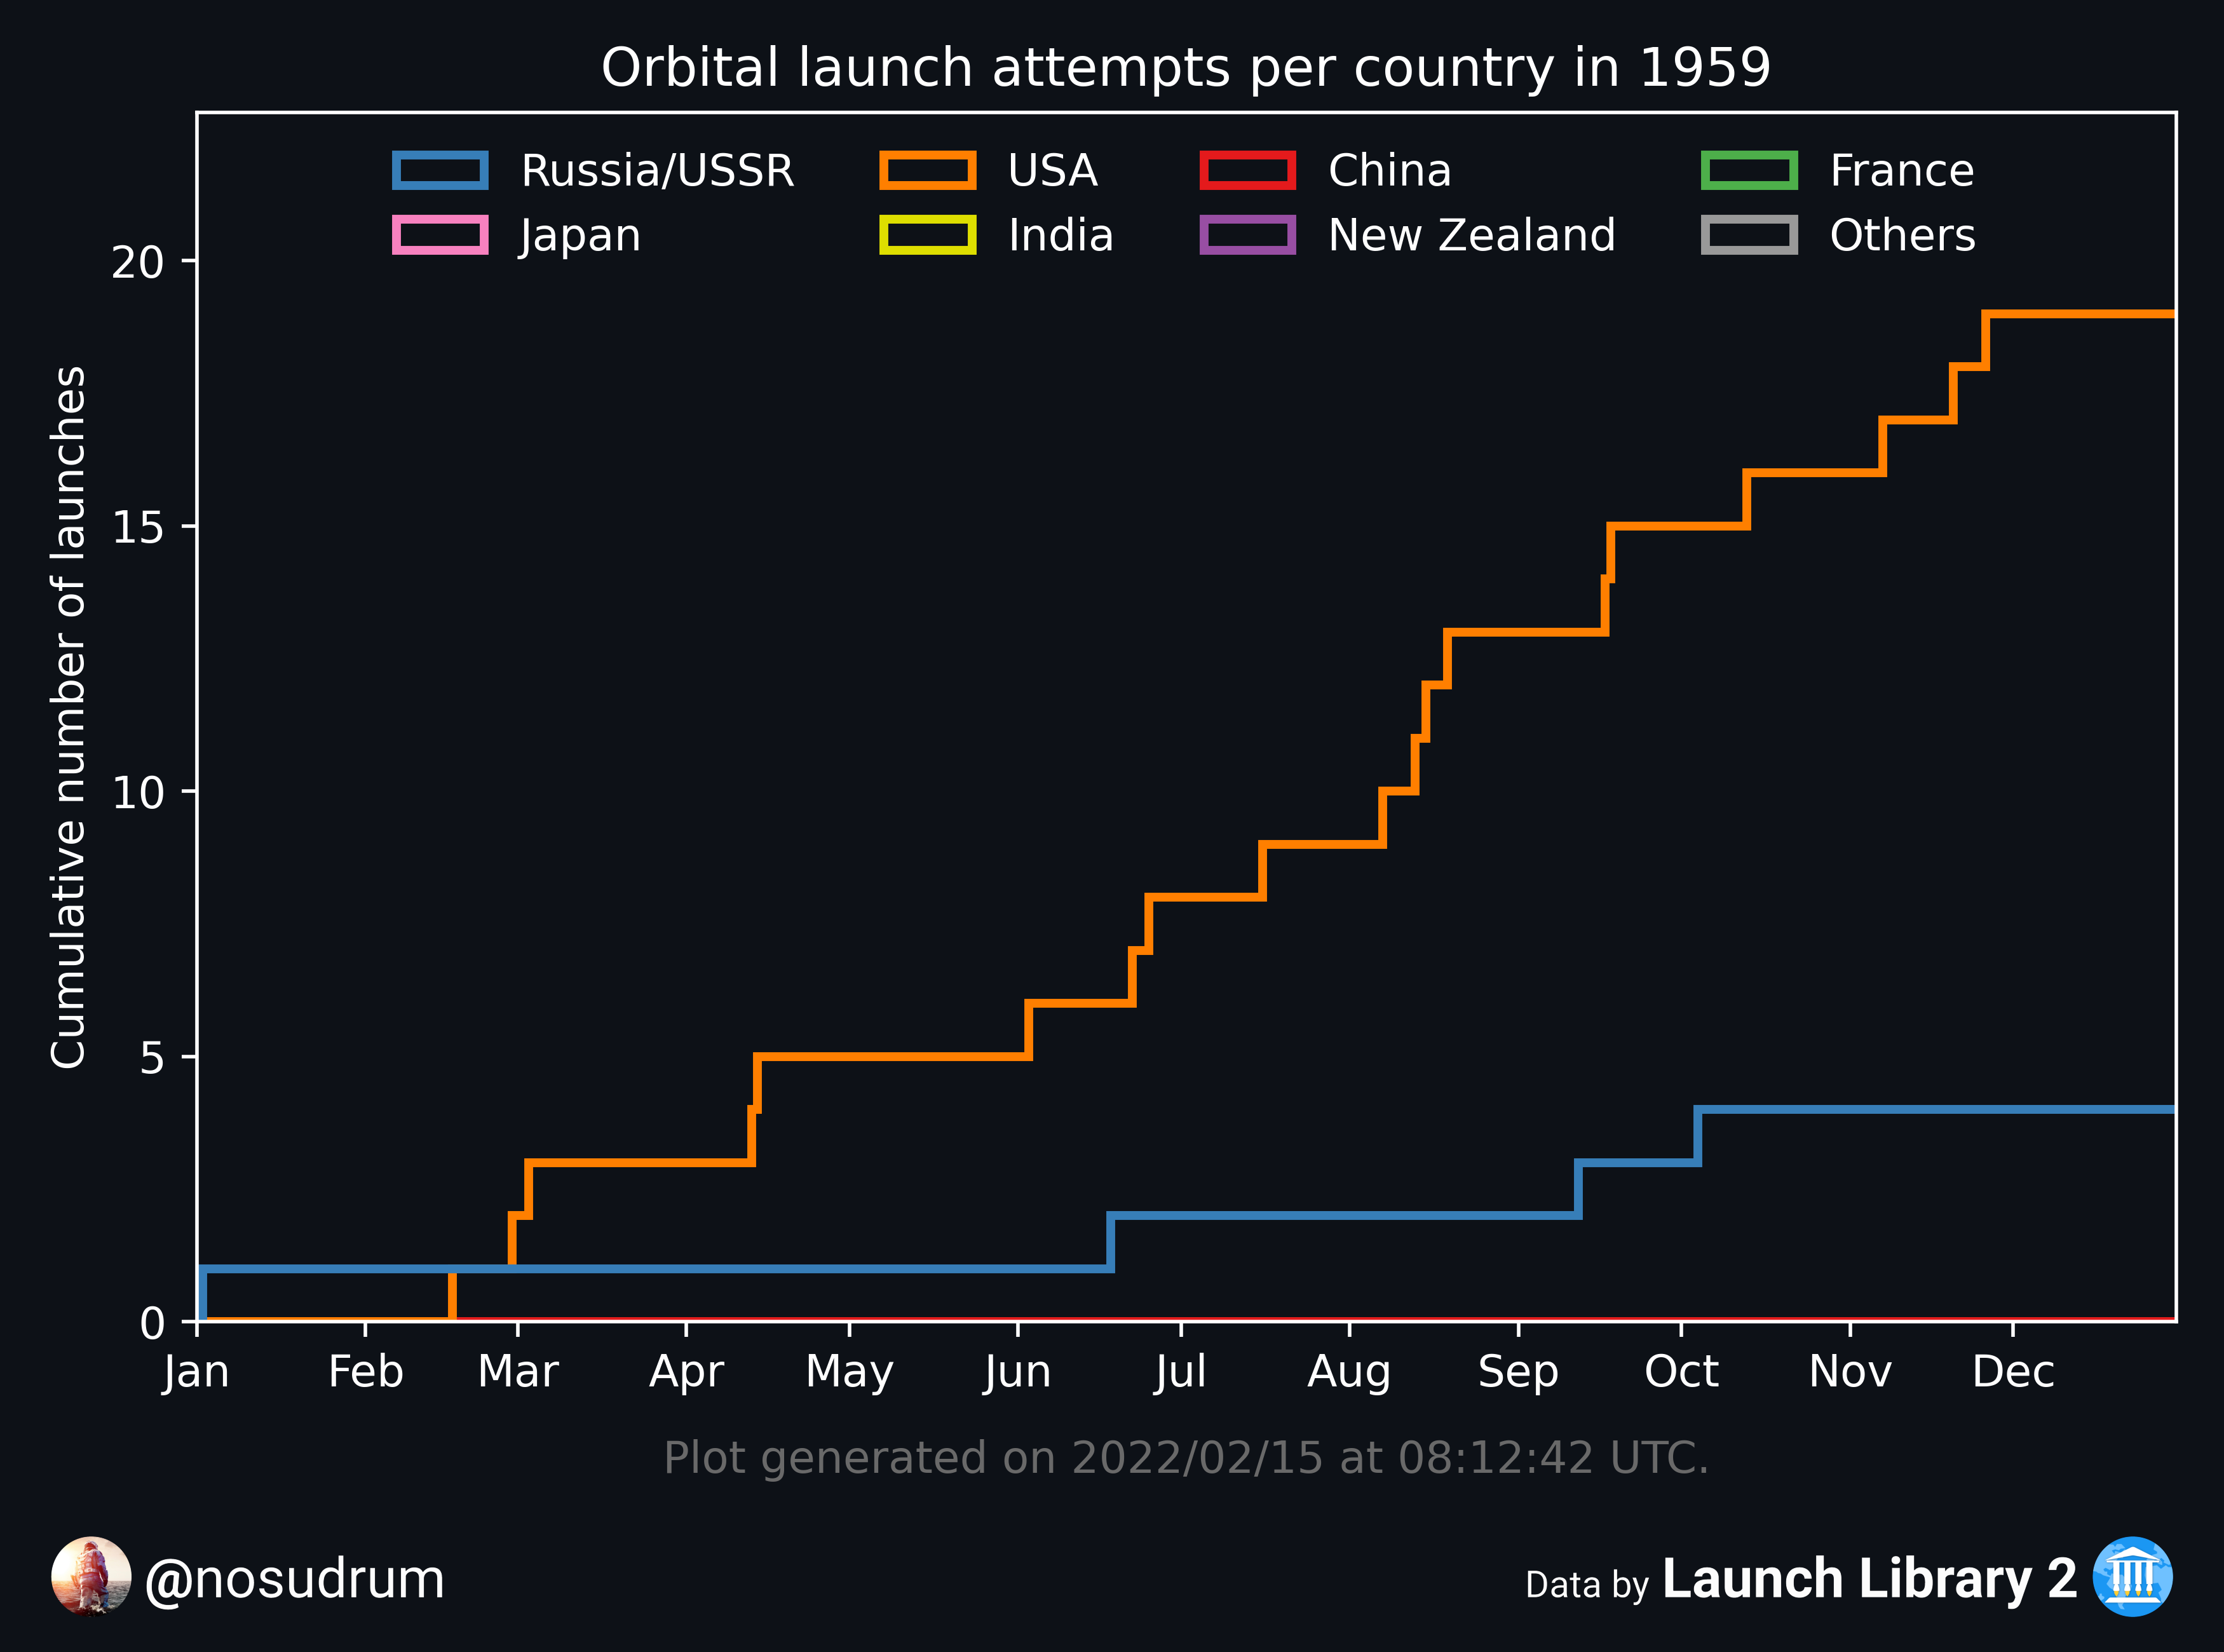 Orbital launch attempts per country in 1959
Russia/USSR USA China France
Japan India New Zealand Others
Cumulative number of launches
20
15
10
5
0
Jan Feb Mar Apr May Jun Jul Aug Sep Oct Nov Dec
Plot generated on 2022/02/15 at 08:12:42 UTC.
@nosudrum
Data by Launch Library 2